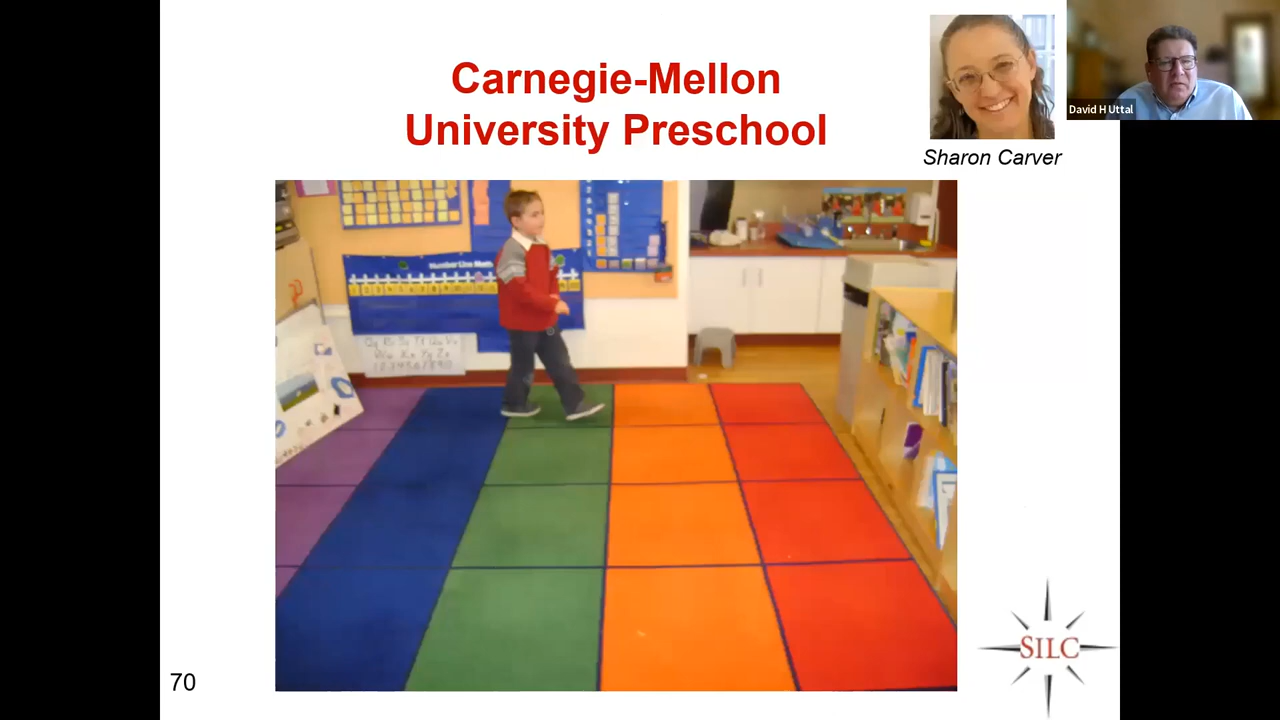 Carnegie-Mellon
University Preschool
Sharon Carver
David H Uttal
Number Line Math
SILC
70